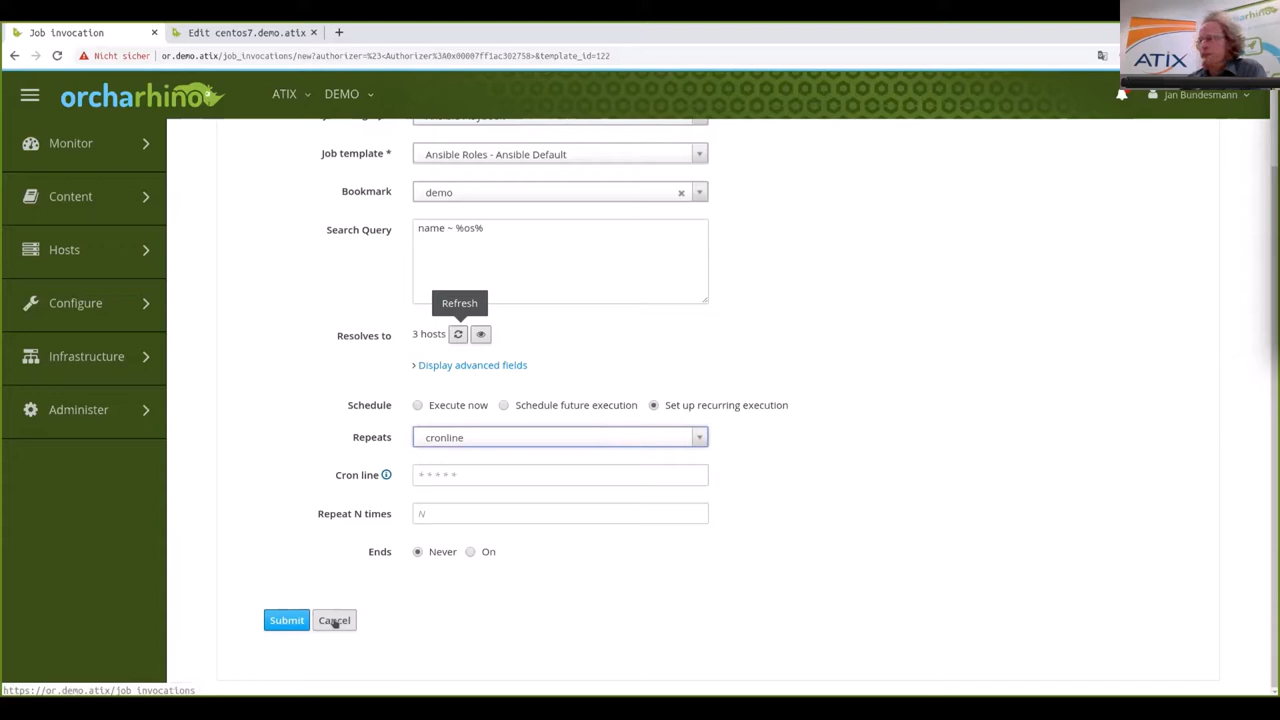 Job invocation
Edit centos7.demo.atix
Nicht sicher
or.demo.atix/job_invocations/new?authorizer=%23<Authorizer%3A0x00007ff1ac302758>&template_id=122
ATIX
orcharhino
ATIX
DEMO
Jan Bundesmann
Monitor
Content
Hosts
Configure
Infrastructure
Administer
Job template *
Ansible Roles - Ansible Default
Bookmark
demo
Search Query
name ~ %os%
Refresh
Resolves to
3 hosts
Display advanced fields
Schedule
Execute now
Schedule future execution
Set up recurring execution
Repeats
cronline
Cron line
* * * * *
Repeat N times
N
Ends
Never
On
Submit
Cancel
https://or.demo.atix/job_invocations